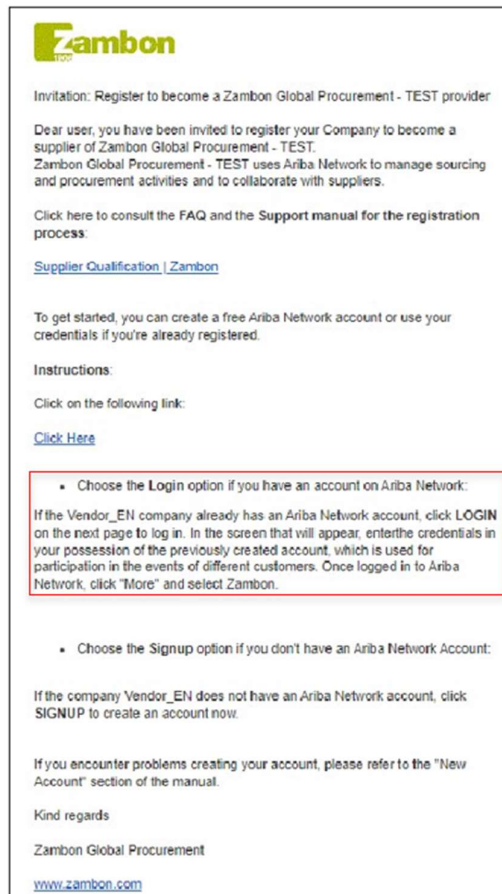 Zambon
Invitation: Register to become a Zambon Global Procurement - TEST provider
Dear user, you have been invited to register your Company to become a
supplier of Zambon Global Procurement - TEST.
Zambon Global Procurement - TEST uses Ariba Network to manage sourcing
and procurement activities and to collaborate with suppliers.
Click here to consult the FAQ and the Support manual for the registration
process:
Supplier Qualification | Zambon
To get started, you can create a free Ariba Network account or use your
credentials if you're already registered.
Instructions:
Click on the following link:
Click Here
• Choose the Login option if you have an account on Ariba Network:
If the Vendor_EN company already has an Ariba Network account, click LOGIN
on the next page to log in. In the screen that will appear, enterthe credentials in
your possession of the previously created account, which is used for
participation in the events of different customers. Once logged in to Ariba
Network, click "More" and select Zambon.
• Choose the Signup option if you don't have an Ariba Network Account:
If the company Vendor_EN does not have an Ariba Network account, click
SIGNUP to create an account now.
If you encounter problems creating your account, please refer to the "New
Account" section of the manual.
Kind regards
Zambon Global Procurement
www.zambon.com